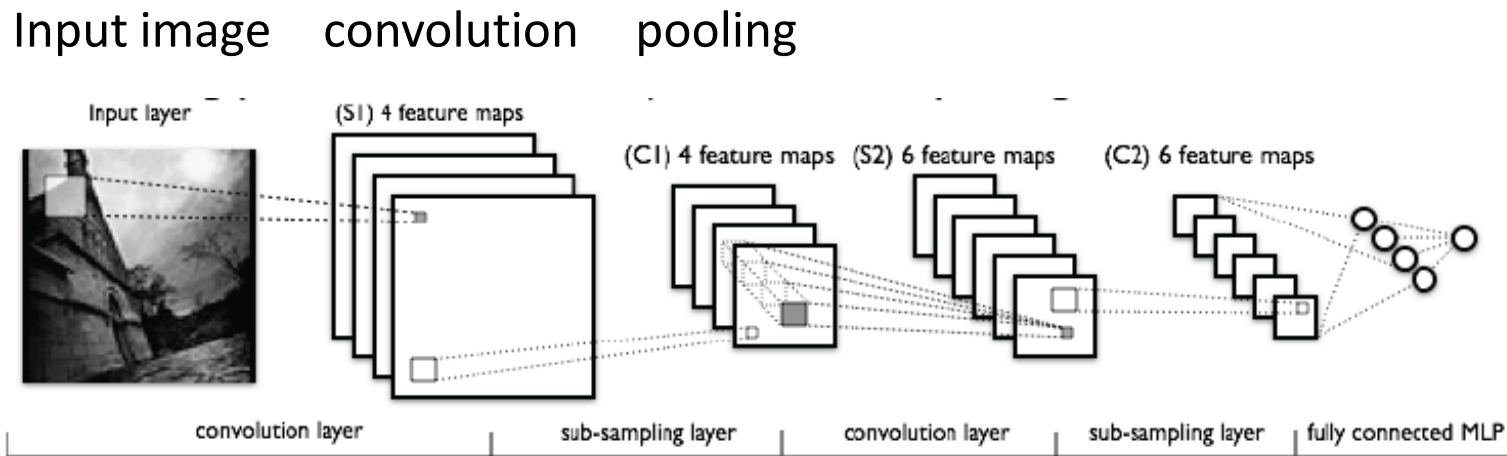 Input image convolution pooling
Input layer
(S1) 4 feature maps
(C1) 4 feature maps
(S2) 6 feature maps
(C2) 6 feature maps
convolution layer
sub-sampling layer
convolution layer
sub-sampling layer
fully connected MLP